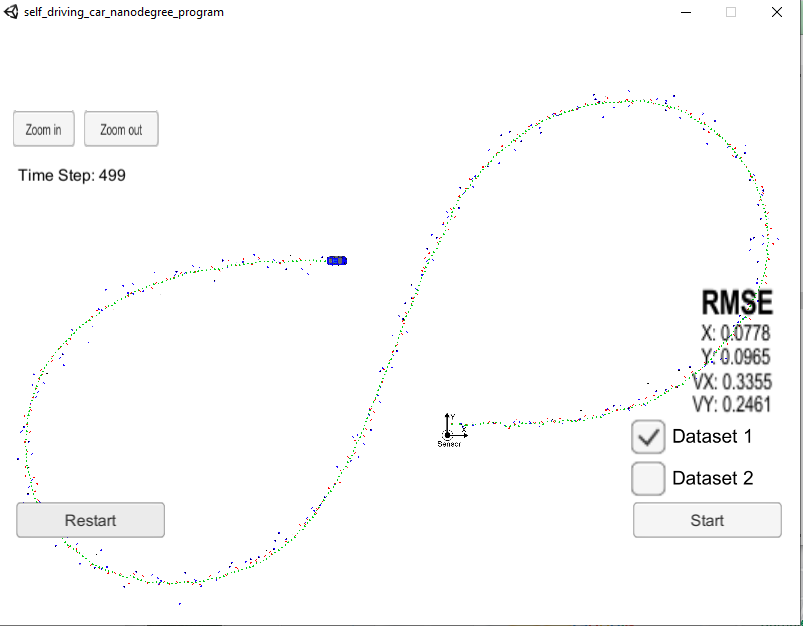 self_driving_car_nanodegree_program
Zoom in
Zoom out
Time Step: 499
RMSE
X: 0.0778
Y: 0.0965
VX: 0.3355
VY: 0.2461
Y
X
Sensor
Dataset 1
Dataset 2
Restart
Start